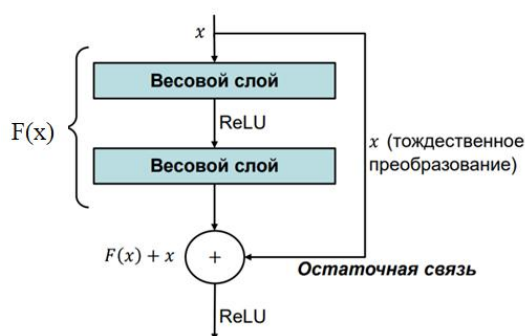 x
Весовой слой
F(x)
ReLU
x (тождественное
преобразование)
Весовой слой
F(x) + x
+
Остаточная связь
ReLU